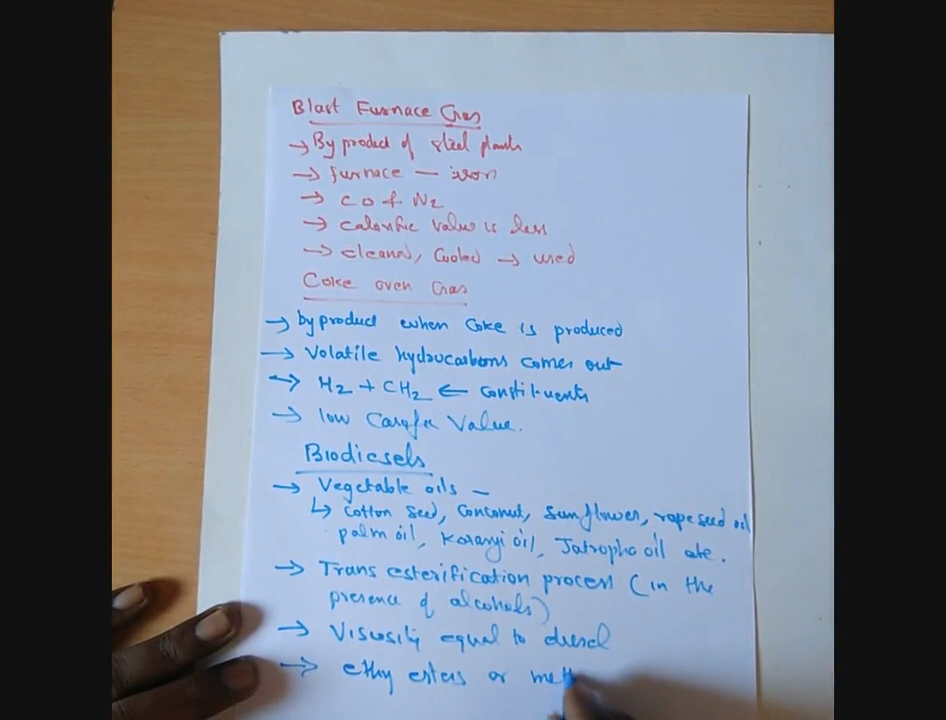 Blast Furnace Gas
→ By product of steel plants
→ furnace — iron
→ CO & N2
→ calorific value is less
→ cleaned, cooled → used
Coke oven Gas
→ by product when Coke is produced
→ Volatile hydrocarbons comes out
→ H2 + CH2 ← constituents
→ low Value.
Biodiesels
→ Vegetable oils —
↳ cotton seed, Conconut, sunflower, rapeseed oil
palm oil, Karanji oil, Jatropha oil etc.
→ Trans esterification process (in the
presence of alcohols)
→ Viscosity equal to diesel
→ ethy esters or meth